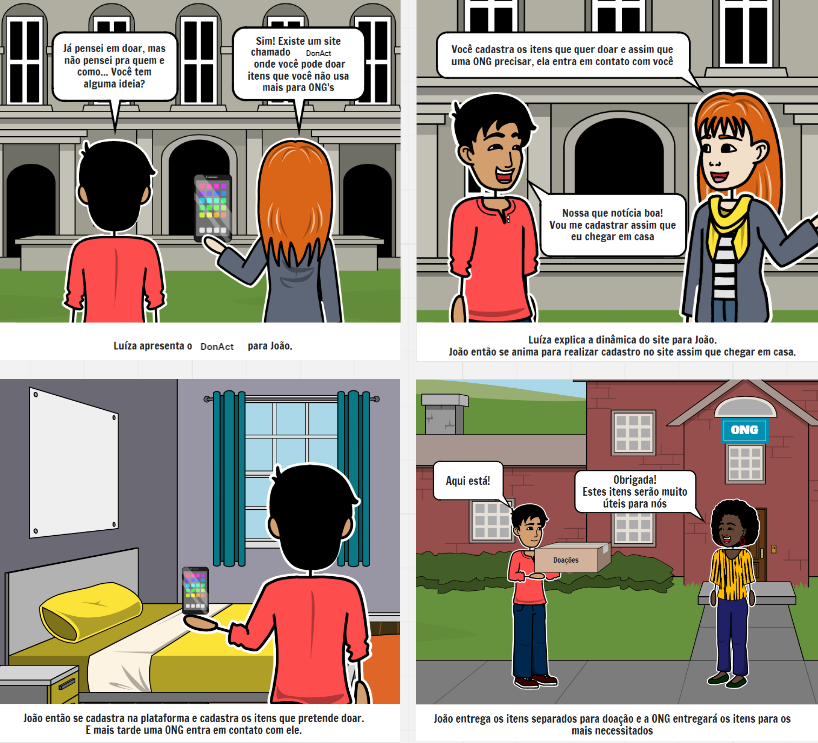 Já pensei em doar, mas
não pensei pra quem e
como... Você tem
alguma ideia?
Sim! Existe um site
chamado DonAct
onde você pode doar
itens que você não usa
mais para ONG's
Luíza apresenta o DonAct para João.
Você cadastra os itens que quer doar e assim que
uma ONG precisar, ela entra em contato com você
Nossa que notícia boa!
Vou me cadastrar assim que
eu chegar em casa
Luíza explica a dinâmica do site para João.
João então se anima para realizar cadastro no site assim que chegar em casa.
João então se cadastra na plataforma e cadastra os itens que pretende doar.
E mais tarde uma ONG entra em contato com ele.
ONG
Aqui está!
Obrigada!
Estes itens serão muito
úteis para nós
Doações
João entrega os itens separados para doação e a ONG entregará os itens para os
mais necessitados